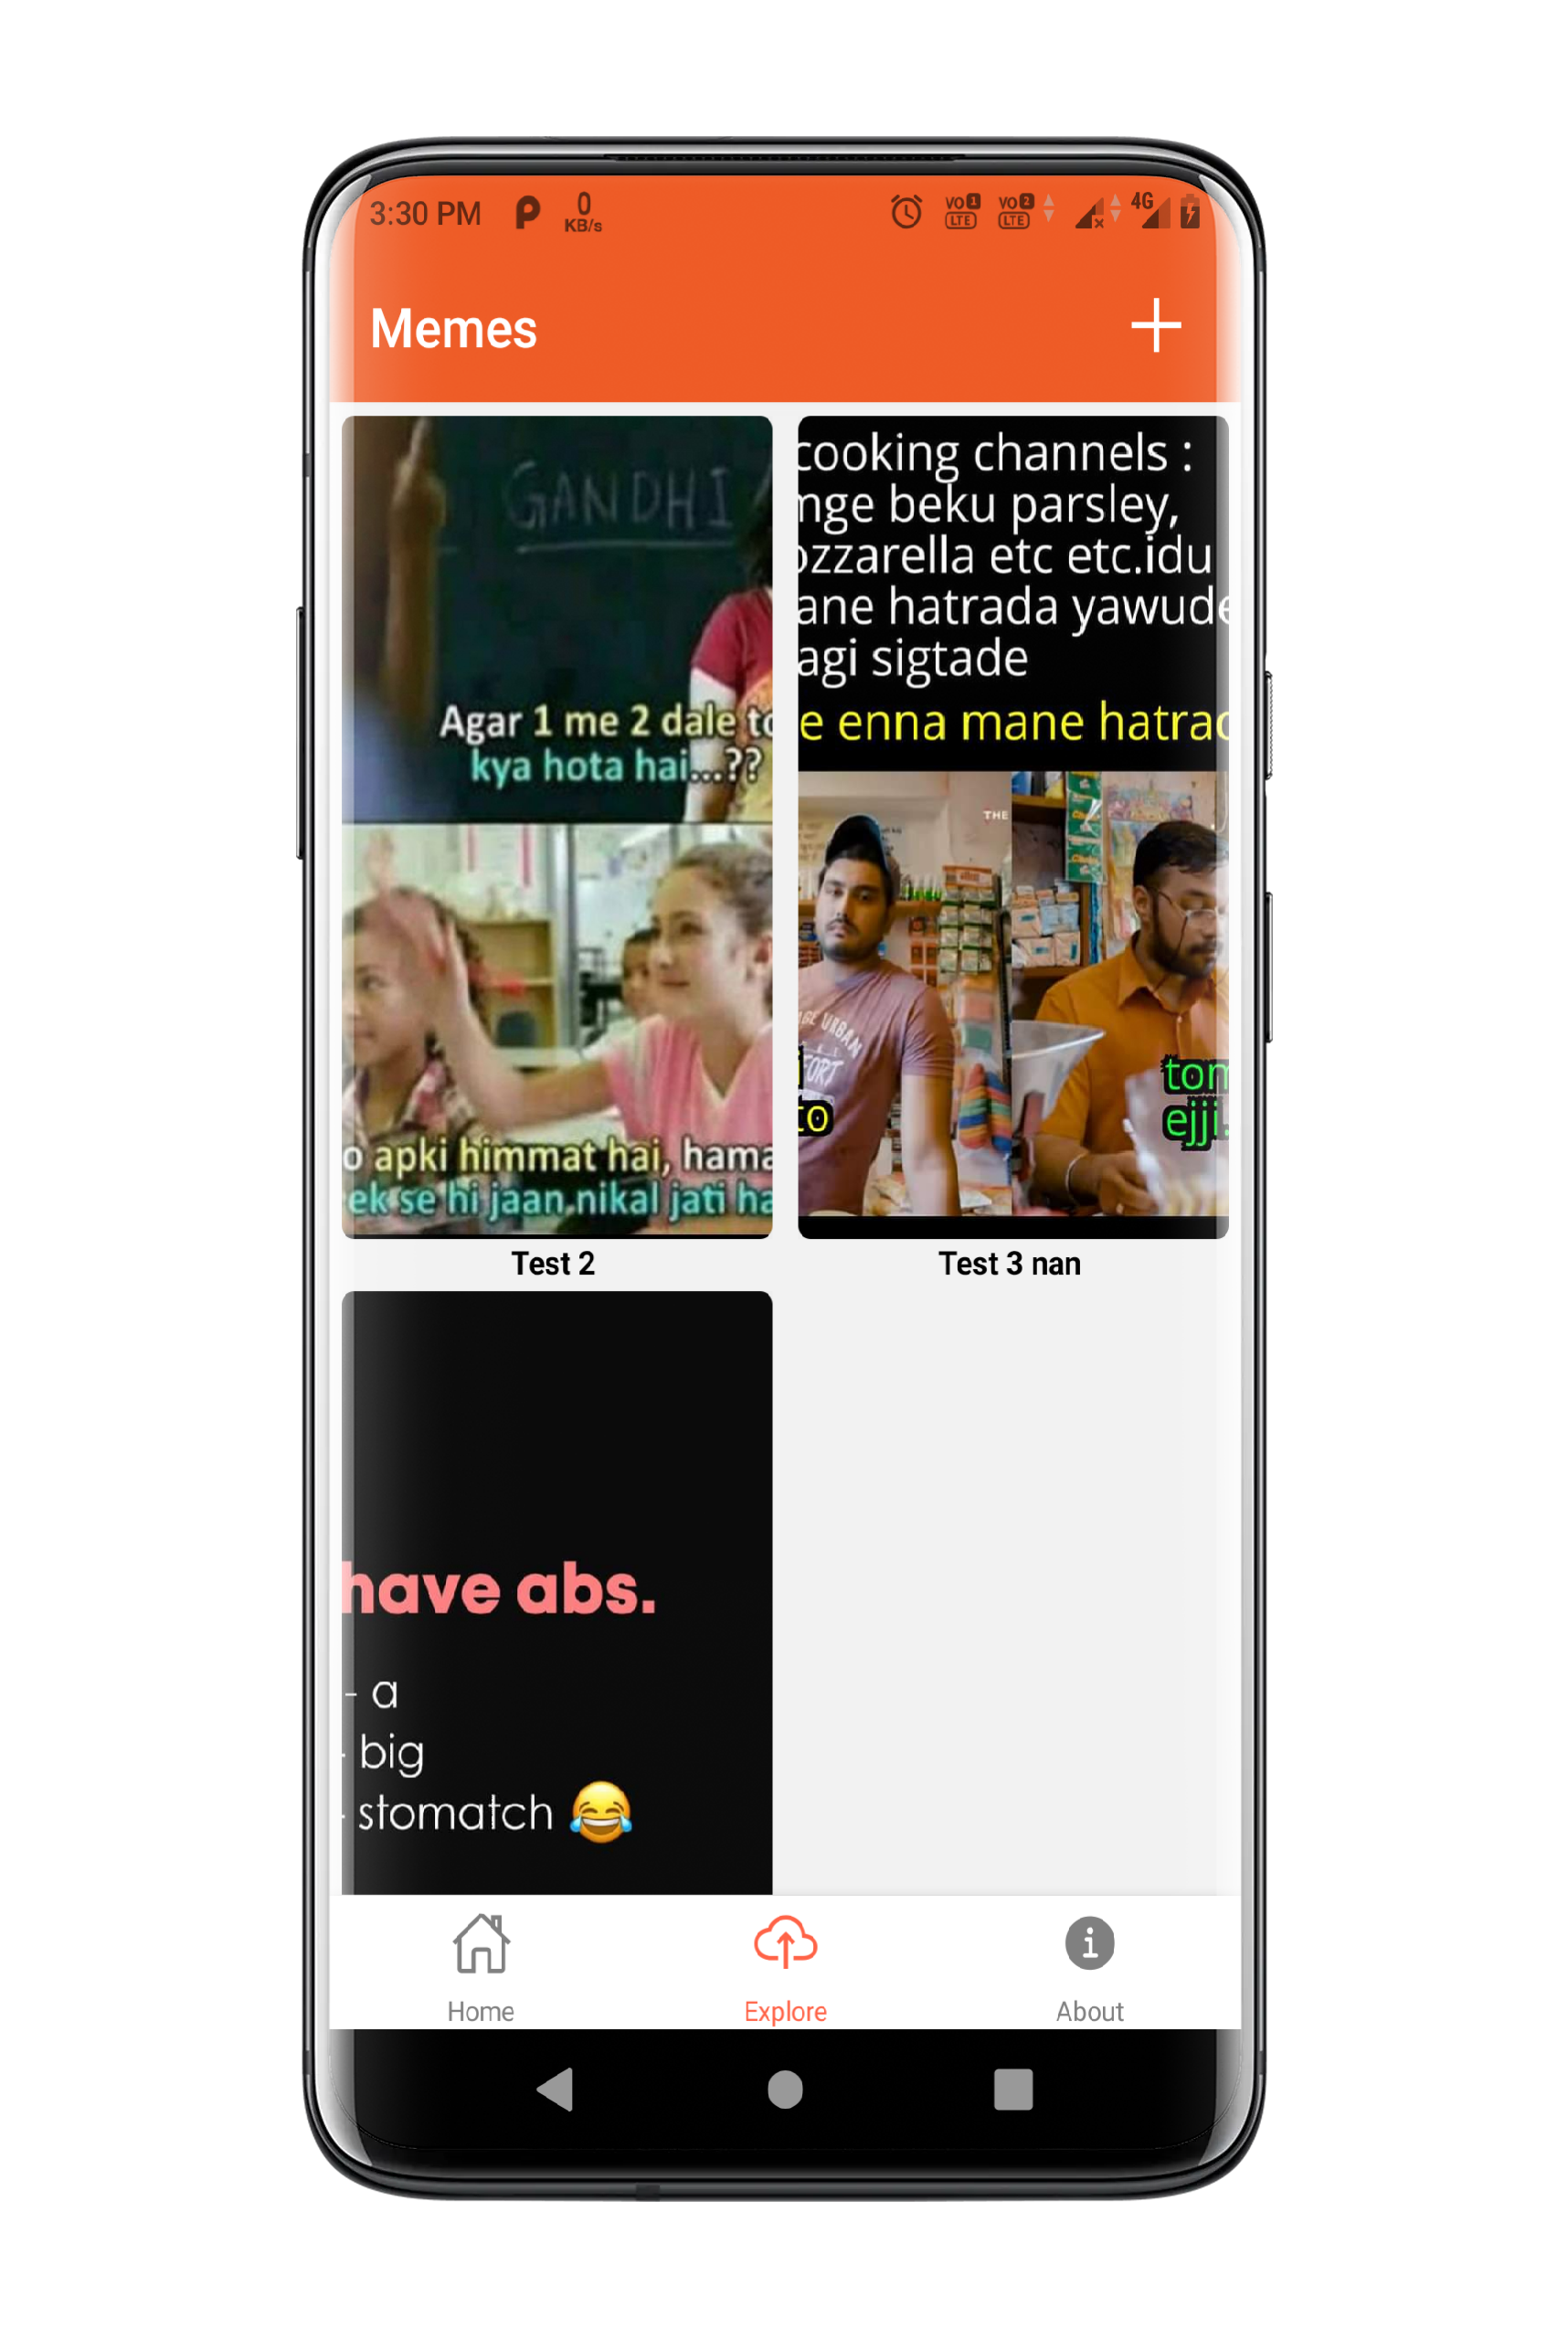 3:30 PM
0
KB/s
VO 1
LTE
VO 2
LTE
4G
Memes
GANDHI
Agar 1 me 2 dale to
kya hota hai...??
o apki himmat hai, hama
ek se hi jaan nikal jati ha
Test 2
cooking channels :
nge beku parsley,
ozzarella etc etc.idu
ane hatrada yawude
agi sigtade
e enna mane hatrad
THE
GE URBAN
FORT
to
tom
ejji.
Test 3 nan
have abs.
- a
- big
- stomatch 😂
Home
Explore
About